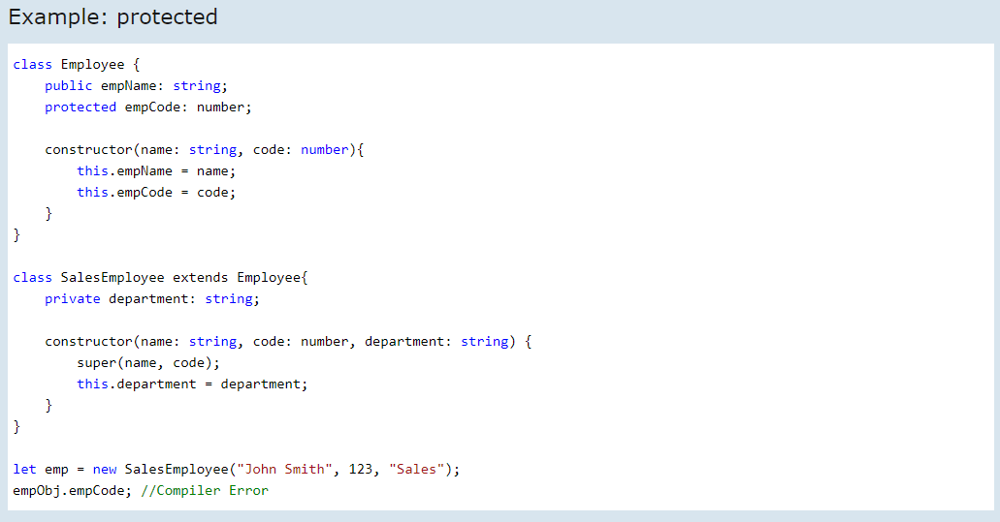 Example: protected
class Employee {
    public empName: string;
    protected empCode: number;

    constructor(name: string, code: number){
        this.empName = name;
        this.empCode = code;
    }
}

class SalesEmployee extends Employee{
    private department: string;

    constructor(name: string, code: number, department: string) {
        super(name, code);
        this.department = department;
    }
}

let emp = new SalesEmployee("John Smith", 123, "Sales");
empObj.empCode; //Compiler Error